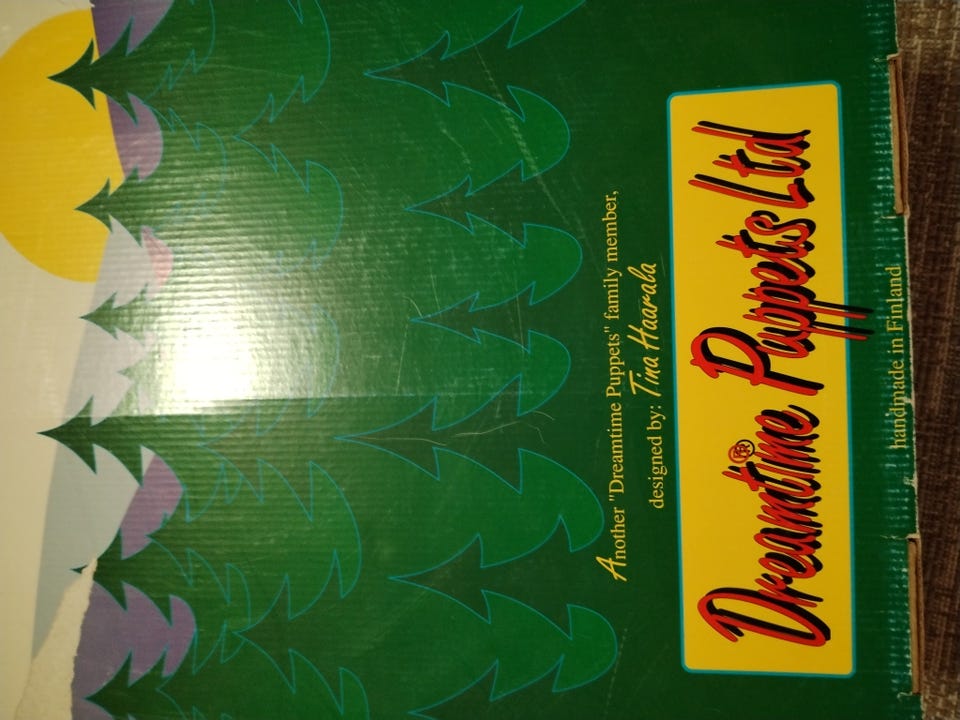 Another "Dreamtime Puppets" family member,
designed by: Tina Haarala
Dreamtime® Puppets Ltd
handmade in Finland